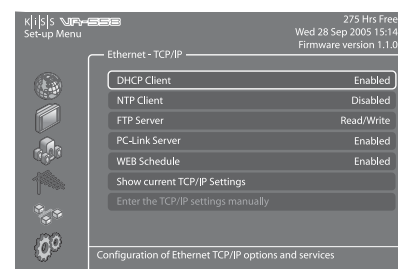 KiSS VR-558
275 Hrs Free
Set-up Menu
Wed 28 Sep 2005 15:14
Firmware version 1.1.0
Ethernet - TCP/IP
DHCP Client Enabled
NTP Client Disabled
FTP Server Read/Write
PC-Link Server Enabled
WEB Schedule Enabled
Show current TCP/IP Settings
Enter the TCP/IP settings manually
Configuration of Ethernet TCP/IP options and services